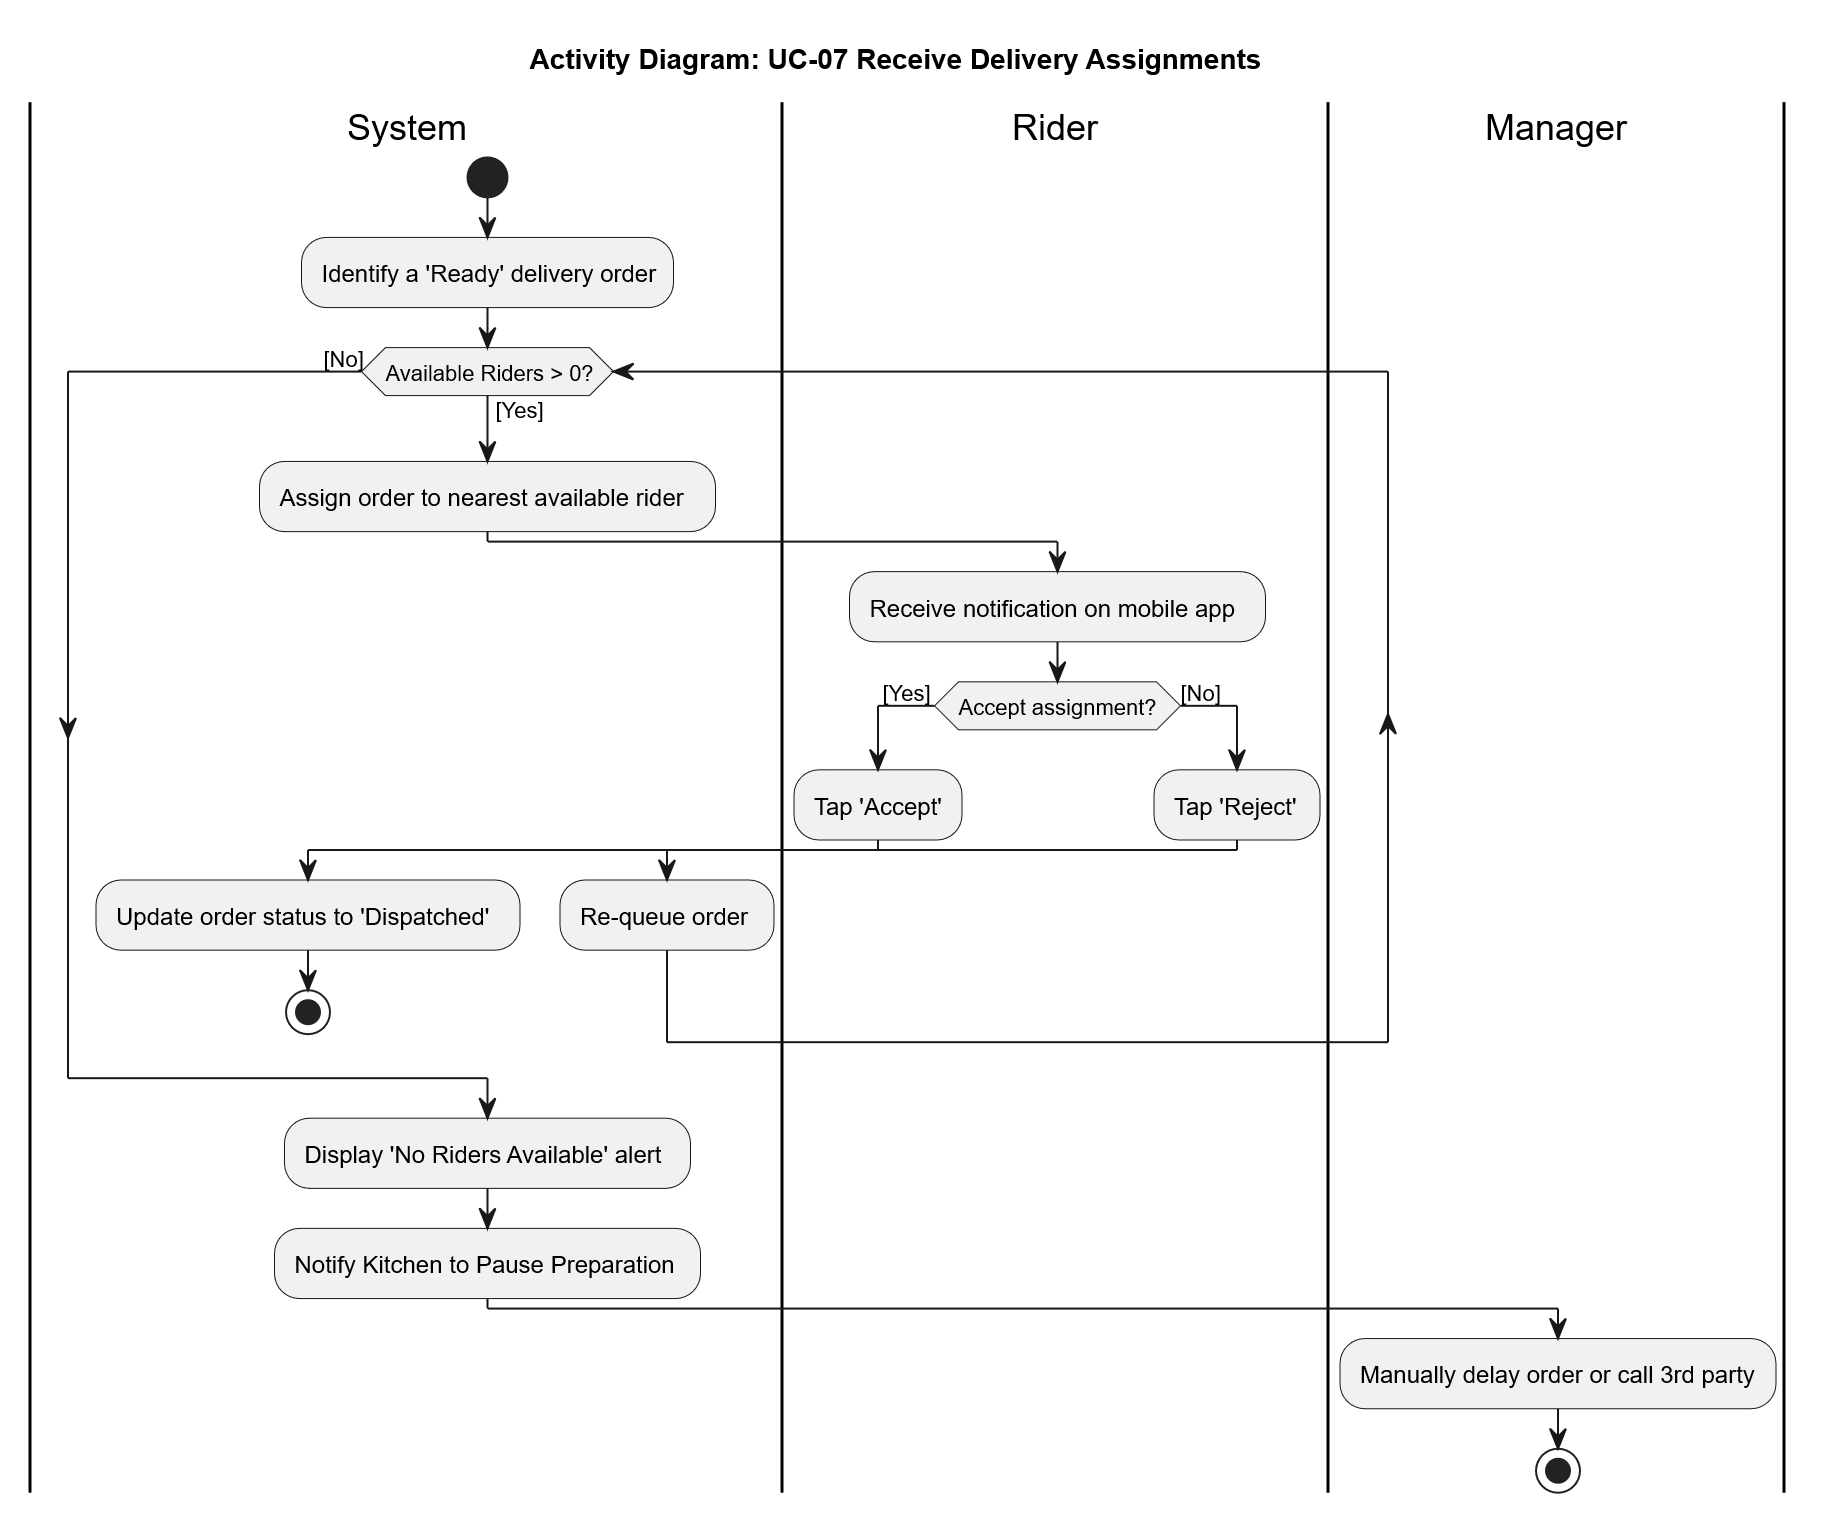 Activity Diagram: UC-07 Receive Delivery Assignments
System
Rider
Manager
Identify a 'Ready' delivery order
[No]
Available Riders > 0?
[Yes]
Assign order to nearest available rider
Receive notification on mobile app
[Yes]
Accept assignment?
[No]
Tap 'Accept'
Tap 'Reject'
Update order status to 'Dispatched'
Re-queue order
Display 'No Riders Available' alert
Notify Kitchen to Pause Preparation
Manually delay order or call 3rd party